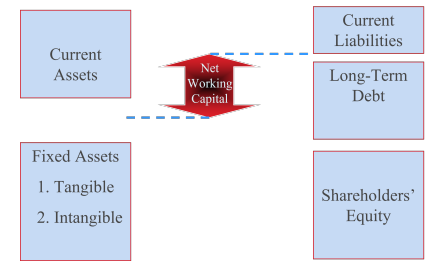 Current
Assets
Fixed Assets
1. Tangible
2. Intangible
Net
Working
Capital
Current
Liabilities
Long-Term
Debt
Shareholders’
Equity